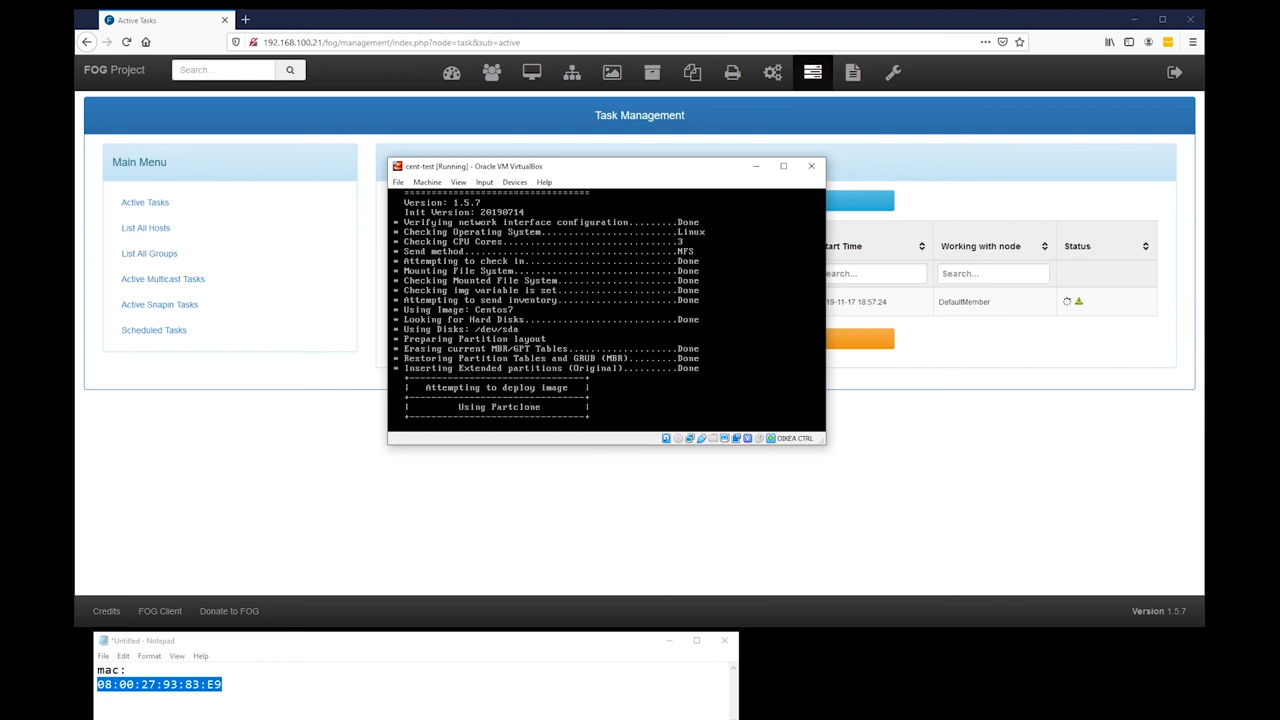 Active Tasks
192.168.100.21/fog/management/index.php?node=task&sub=active
FOG Project
Search...
Task Management
Main Menu
Active Tasks
List All Hosts
List All Groups
Active Multicast Tasks
Active Snapin Tasks
Scheduled Tasks
cent-test [Running] - Oracle VM VirtualBox
File Machine View Input Devices Help
==================================
Version: 1.5.7
Init Version: 20190714
* Verifying network interface configuration.........Done
* Checking Operating System.........................Linux
* Checking CPU Cores................................3
* Send method.......................................NFS
* Attempting to check in............................Done
* Mounting File System..............................Done
* Checking Mounted File System......................Done
* Checking img variable is set......................Done
* Attempting to send inventory......................Done
* Using Image: Centos7
* Looking for Hard Disks............................Done
* Using Disks: /dev/sda
* Preparing Partition layout
* Erasing current MBR/GPT Tables....................Done
* Restoring Partition Tables and GRUB (MBR).........Done
* Inserting Extended partitions (Original)..........Done
+--------------------------------+
| Attempting to deploy image |
+--------------------------------+
| Using Partclone |
+--------------------------------+
ΟΙΚΕΑ CTRL
Start Time Working with node Status
Search... Search...
19-11-17 18:57:24 DefaultMember
Credits FOG Client Donate to FOG Version 1.5.7
*Untitled - Notepad
File Edit Format View Help
mac:
08:00:27:93:83:E9